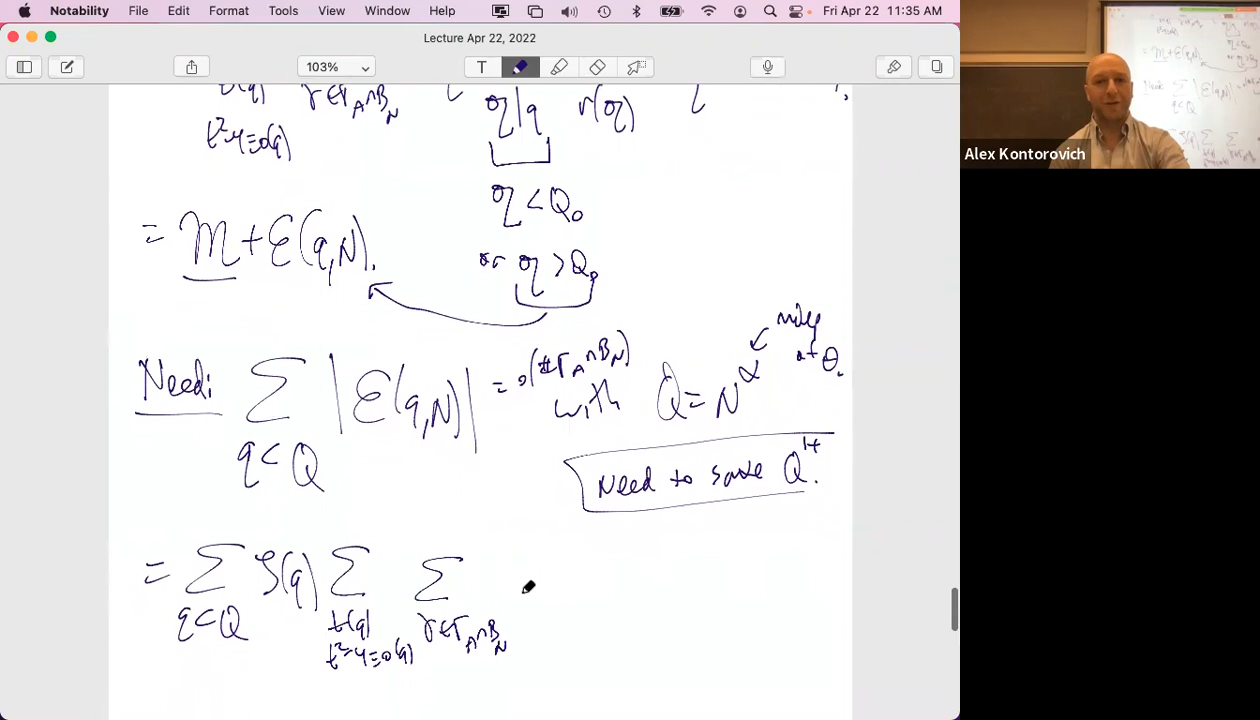 Notability File Edit Format Tools View Window Help Fri Apr 22 11:35 AM
Lecture Apr 22, 2022
103% T
t(q) γ∈Γ_A∩B_N q|q r(q)
t²-4≡0(q)
q < Q₀
= M + ℰ(q,N).
or q > Q₀
Need: Σ |ℰ(q,N)| = o(#Γ_A∩B_N) with Q = N^α
q<Q
Need to save Q^{1+}.
= Σ ζ(q) Σ Σ
q<Q t(q) γ∈Γ_A∩B_N
t²-4≡0(q)
Alex Kontorovich